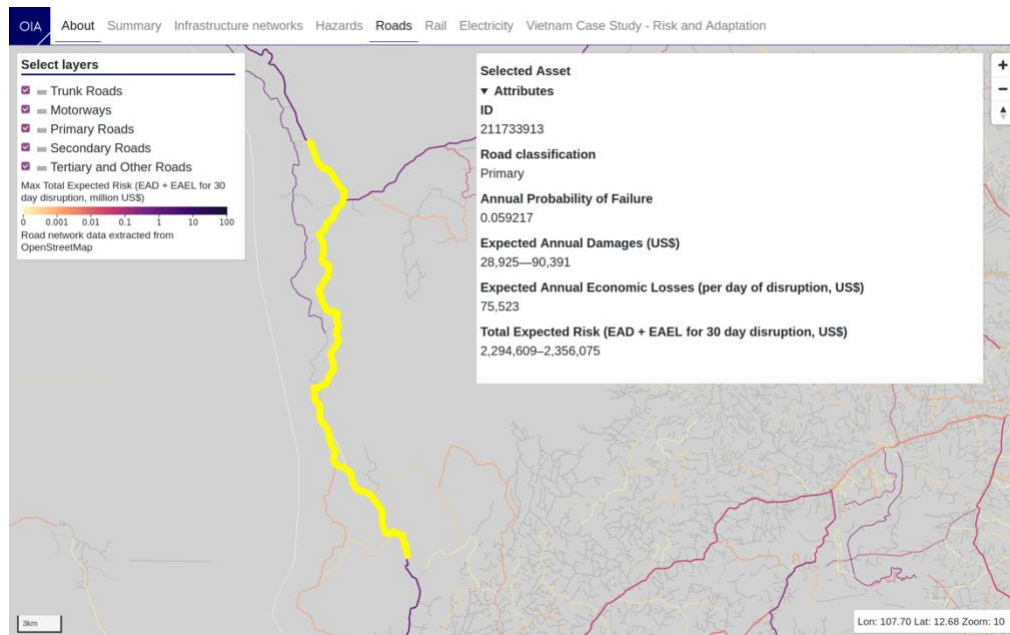 OIA About Summary Infrastructure networks Hazards Roads Rail Electricity Vietnam Case Study - Risk and Adaptation
Select layers
Trunk Roads
Motorways
Primary Roads
Secondary Roads
Tertiary and Other Roads
Max Total Expected Risk (EAD + EAEL for 30
day disruption, million US$)
0 0.001 0.01 0.1 1 10 100
Road network data extracted from
OpenStreetMap
Selected Asset
▼ Attributes
ID
211733913
Road classification
Primary
Annual Probability of Failure
0.059217
Expected Annual Damages (US$)
28,925—90,391
Expected Annual Economic Losses (per day of disruption, US$)
75,523
Total Expected Risk (EAD + EAEL for 30 day disruption, US$)
2,294,609–2,356,075
+
−
3km
Lon: 107.70 Lat: 12.68 Zoom: 10